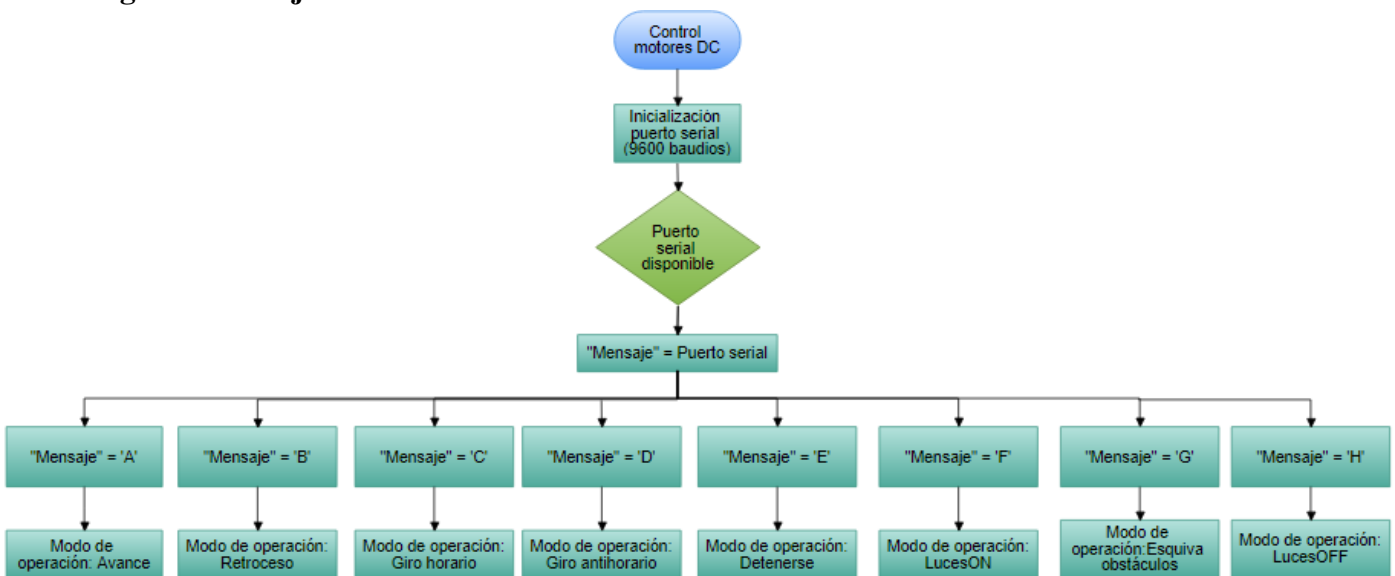 Control
motores DC
Inicialización
puerto serial
(9600 baudios)
Puerto
serial
disponible
"Mensaje" = Puerto serial
"Mensaje" = 'A'
"Mensaje" = 'B'
"Mensaje" = 'C'
"Mensaje" = 'D'
"Mensaje" = 'E'
"Mensaje" = 'F'
"Mensaje" = 'G'
"Mensaje" = 'H'
Modo de
operación: Avance
Modo de operación:
Retroceso
Modo de operación:
Giro horario
Modo de operación:
Giro antihorario
Modo de operación:
Detenerse
Modo de operación:
LucesON
Modo de
operación:Esquiva
obstáculos
Modo de operación:
LucesOFF